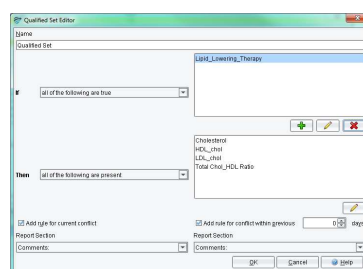 Qualified Set Editor
Name
Qualified Set
Lipid_Lowering_Therapy
If
all of the following are true
Cholesterol
HDL_chol
LDL_chol
Total Chol_HDL Ratio
Then
all of the following are present
Add rule for current conflict
Add rule for conflict within previous
0
days
Report Section
Report Section
Comments:
Comments:
OK
Cancel
Help